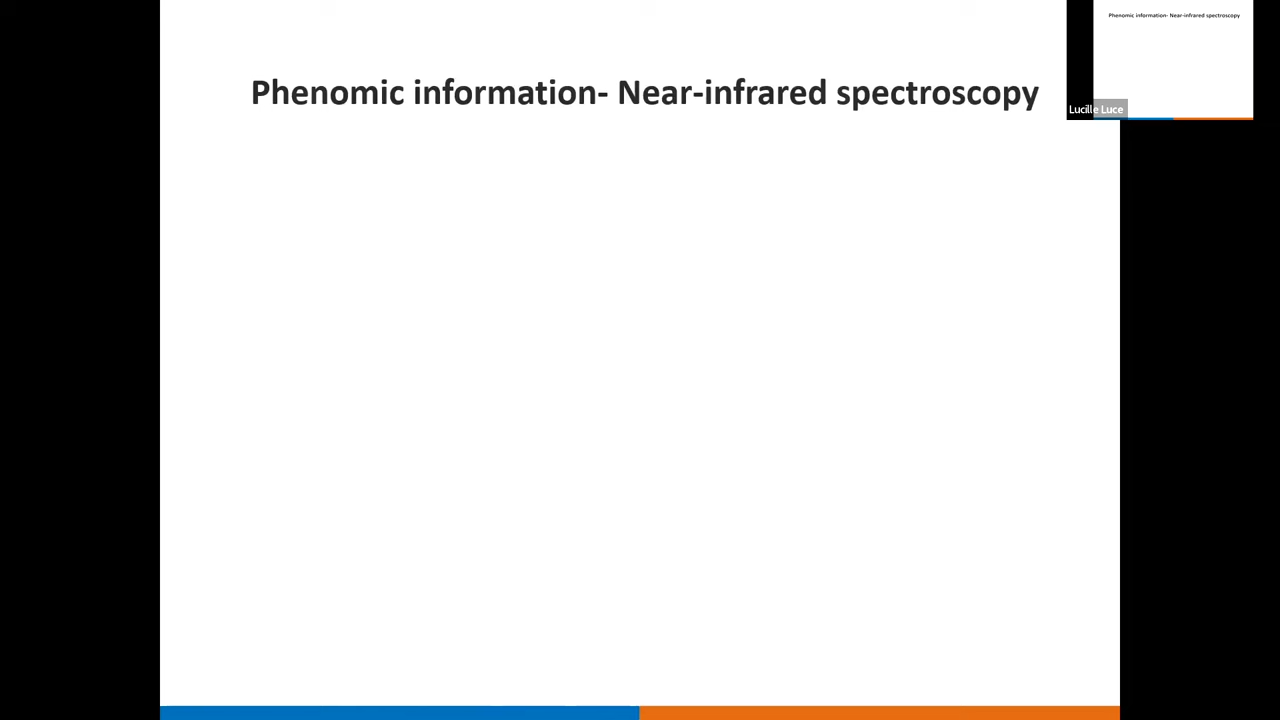 Phenomic information- Near-infrared spectroscopy
Phenomic information- Near-infrared spectroscopy
Lucille Luce